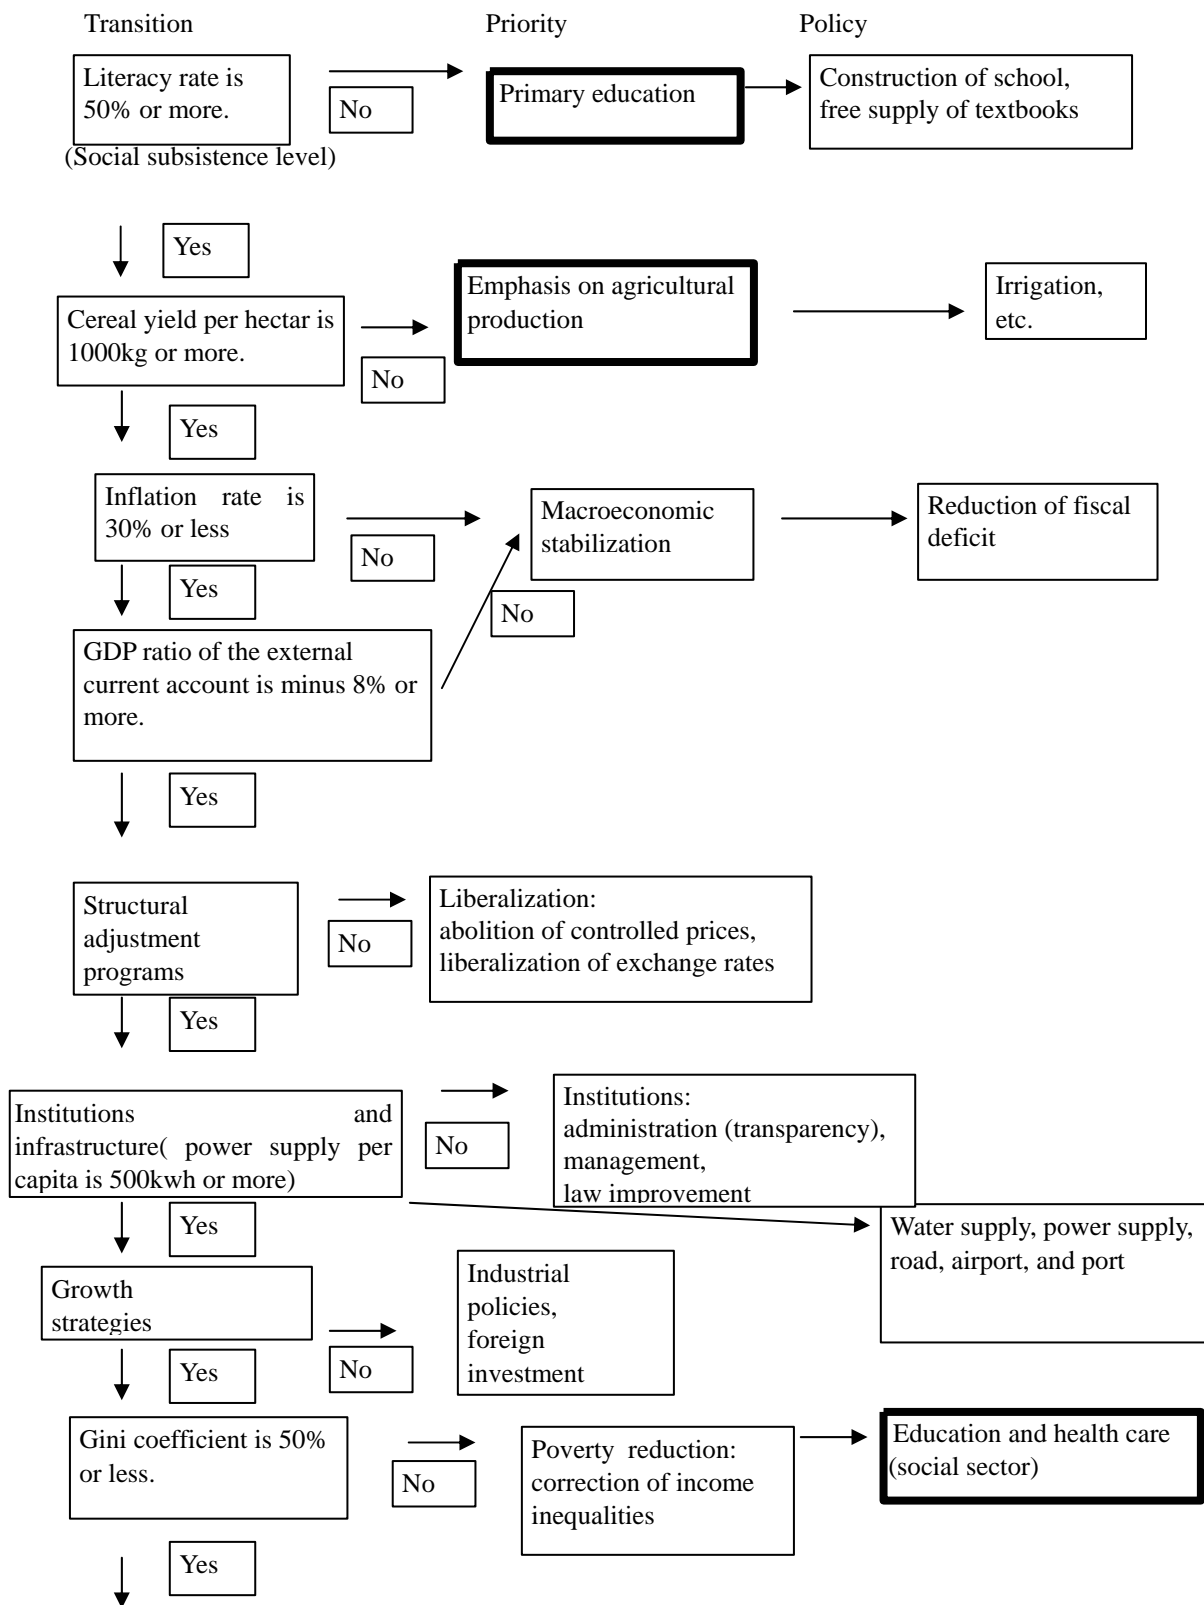 Transition Priority Policy
Literacy rate is
50% or more.
No
Primary education
Construction of school,
free supply of textbooks
(Social subsistence level)
Yes
Cereal yield per hectar is
1000kg or more.
No
Emphasis on agricultural
production
Irrigation,
etc.
Yes
Inflation rate is
30% or less
No
Macroeconomic
stabilization
Reduction of fiscal
deficit
Yes
No
GDP ratio of the external
current account is minus 8% or
more.
Yes
Structural
adjustment
programs
No
Liberalization:
abolition of controlled prices,
liberalization of exchange rates
Yes
Institutions and
infrastructure( power supply per
capita is 500kwh or more)
No
Institutions:
administration (transparency),
management,
law improvement
Water supply, power supply,
road, airport, and port
Yes
Growth
strategies
No
Industrial
policies,
foreign
investment
Yes
Gini coefficient is 50%
or less.
No
Poverty reduction:
correction of income
inequalities
Education and health care
(social sector)
Yes